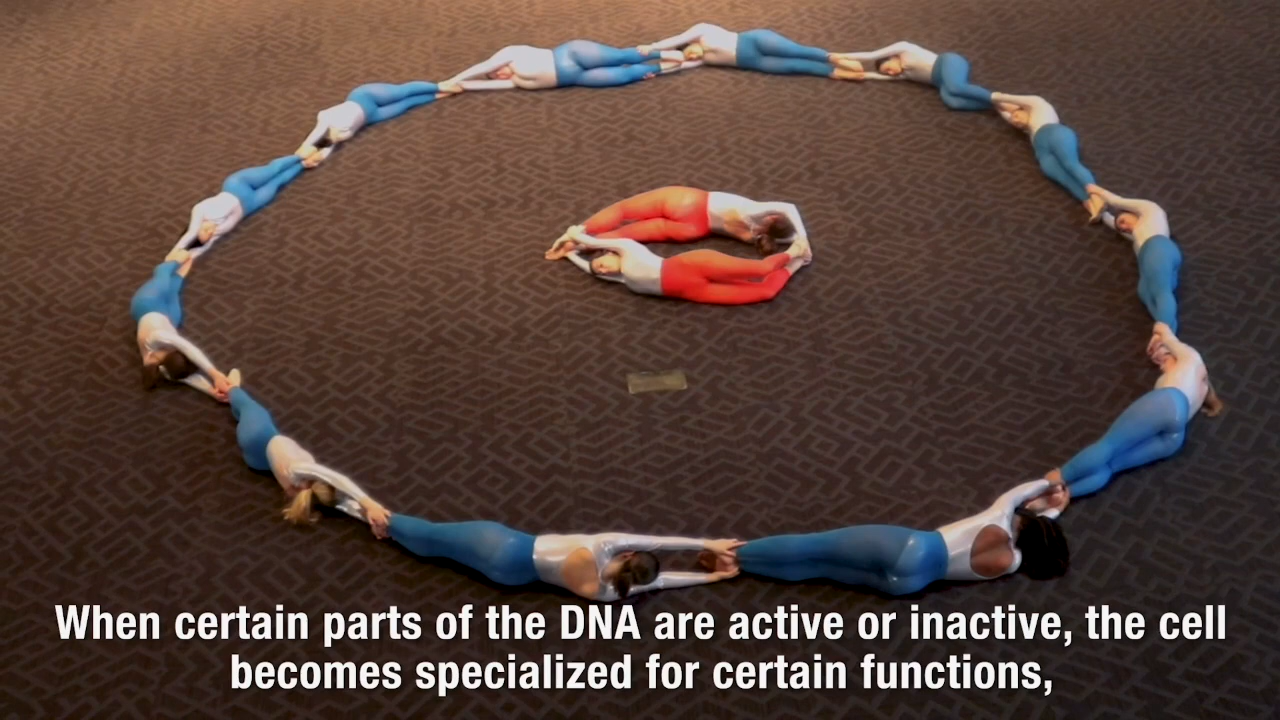 When certain parts of the DNA are active or inactive, the cell
becomes specialized for certain functions,